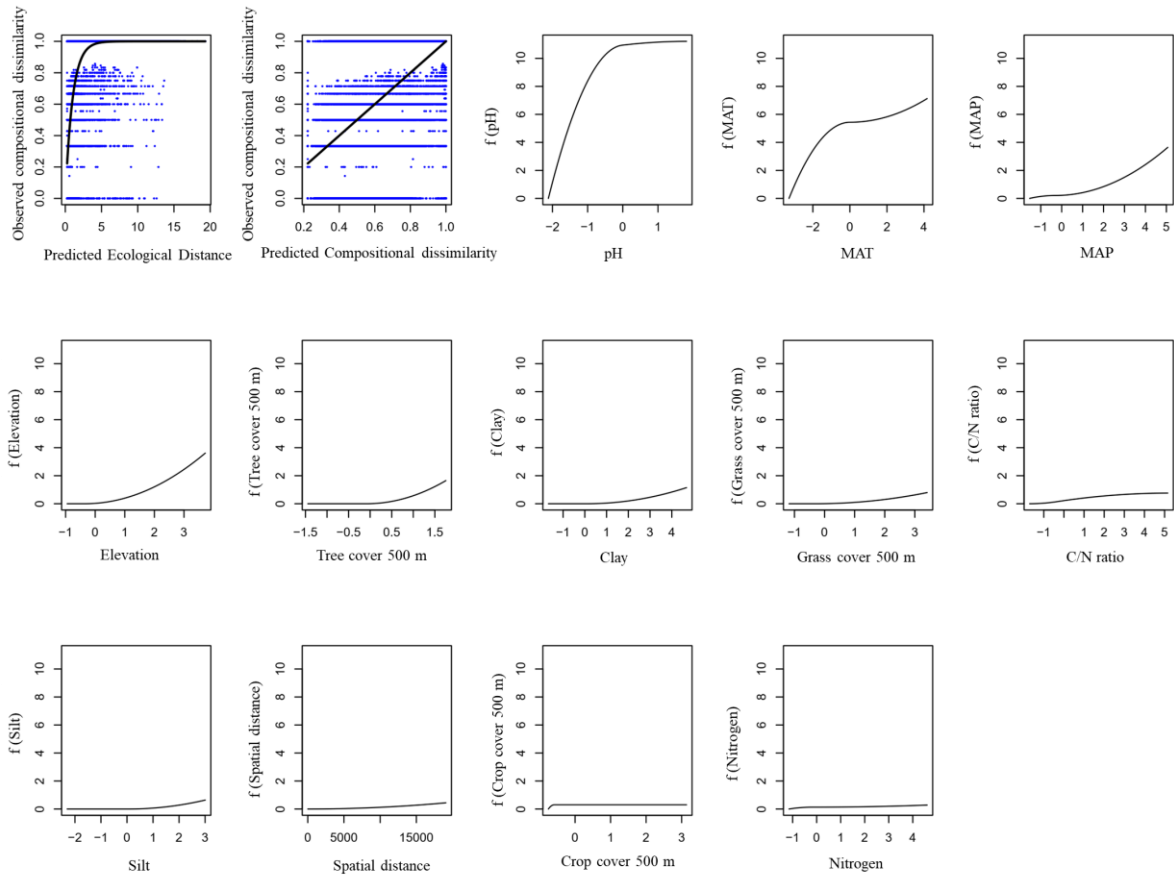 Observed compositional dissimilarity
0.0 0.2 0.4 0.6 0.8 1.0
0 5 10 15 20
Predicted Ecological Distance
Observed compositional dissimilarity
0.0 0.2 0.4 0.6 0.8 1.0
0.2 0.4 0.6 0.8 1.0
Predicted Compositional dissimilarity
f (pH)
0 2 4 6 8 10
-2 -1 0 1
pH
f (MAT)
0 2 4 6 8 10
-2 0 2 4
MAT
f (MAP)
0 2 4 6 8 10
-1 0 1 2 3 4 5
MAP
f (Elevation)
0 2 4 6 8 10
-1 0 1 2 3
Elevation
f (Tree cover 500 m)
0 2 4 6 8 10
-1.5 -0.5 0.5 1.0 1.5
Tree cover 500 m
f (Clay)
0 2 4 6 8 10
-1 0 1 2 3 4
Clay
f (Grass cover 500 m)
0 2 4 6 8 10
-1 0 1 2 3
Grass cover 500 m
f (C/N ratio)
0 2 4 6 8 10
-1 0 1 2 3 4 5
C/N ratio
f (Silt)
0 2 4 6 8 10
-2 -1 0 1 2 3
Silt
f (Spatial distance)
0 2 4 6 8 10
0 5000 15000
Spatial distance
f (Crop cover 500 m)
0 2 4 6 8 10
0 1 2 3
Crop cover 500 m
f (Nitrogen)
0 2 4 6 8 10
-1 0 1 2 3 4
Nitrogen